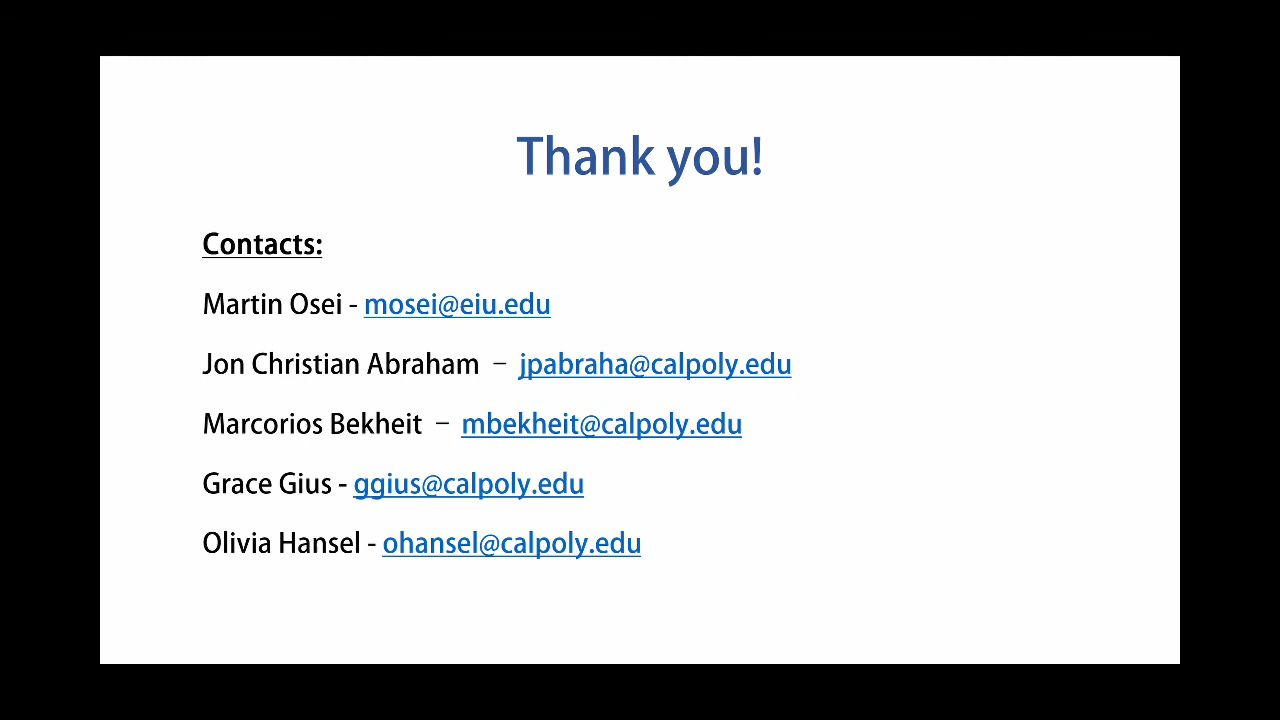 Thank you!
Contacts:
Martin Osei - mosei@eiu.edu
Jon Christian Abraham – jpabraha@calpoly.edu
Marcorios Bekheit – mbekheit@calpoly.edu
Grace Gius - ggius@calpoly.edu
Olivia Hansel - ohansel@calpoly.edu